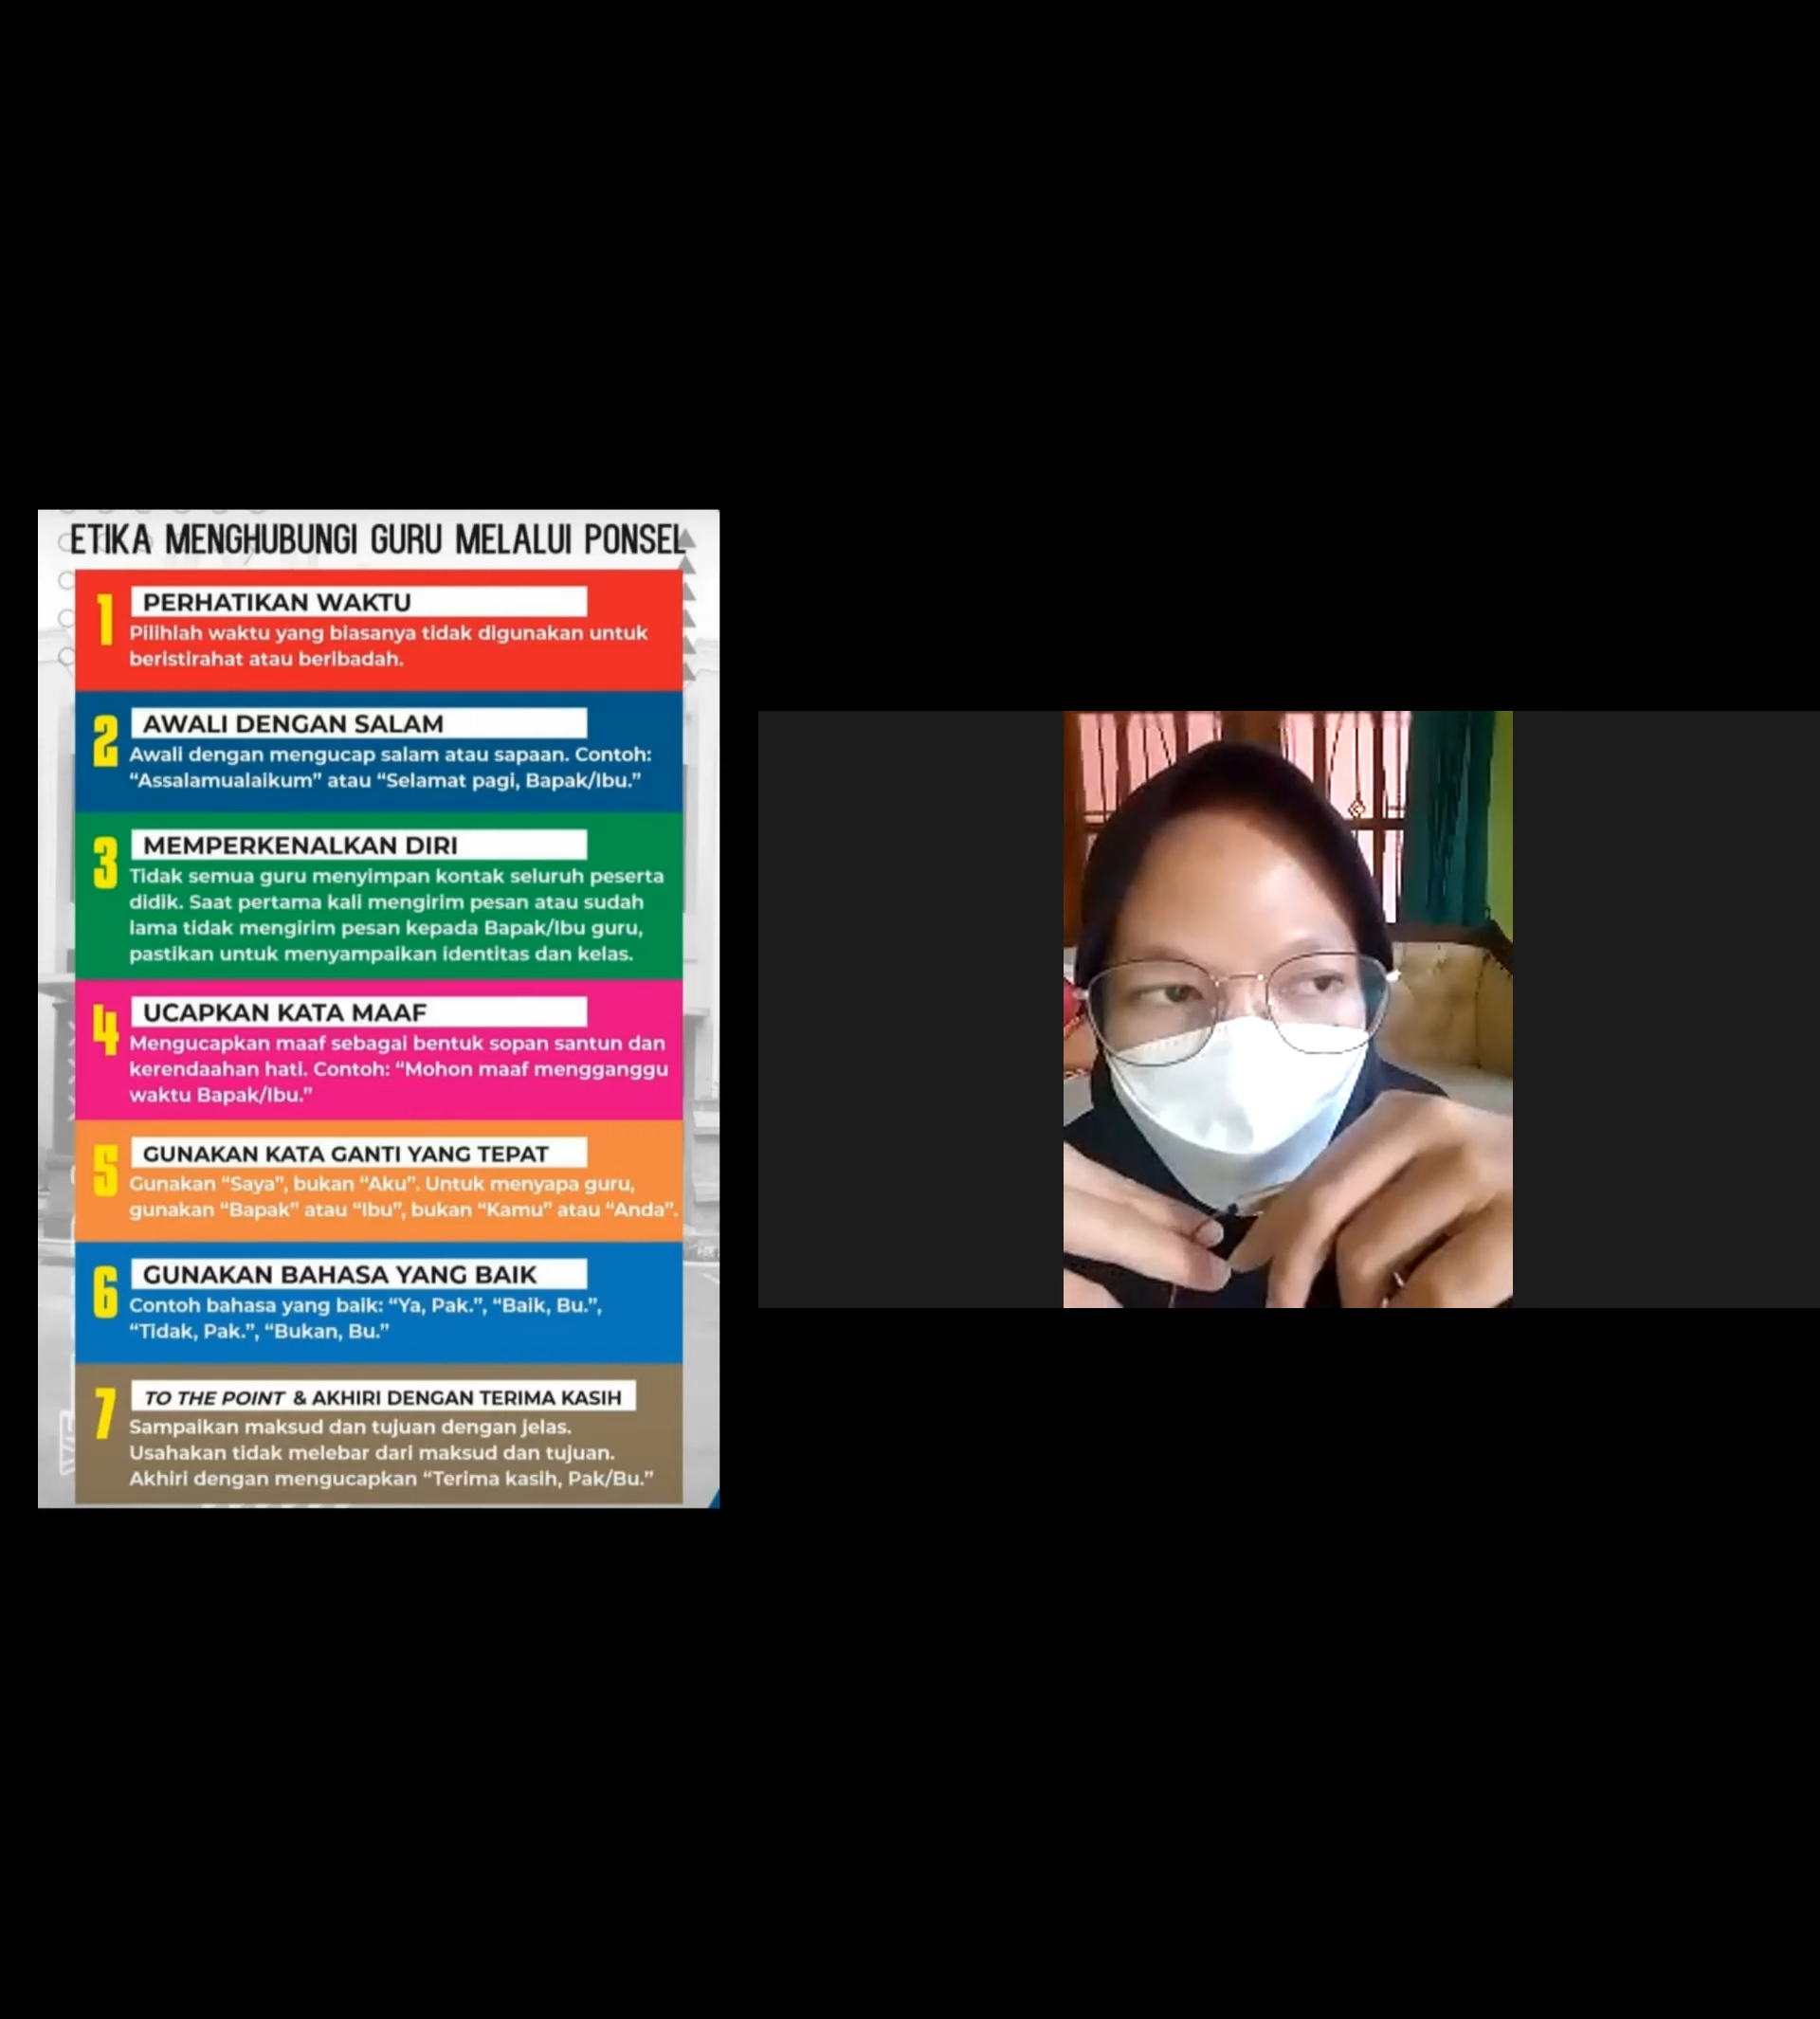 ETIKA MENGHUBUNGI GURU MELALUI PONSEL
1
PERHATIKAN WAKTU
Pilihlah waktu yang biasanya tidak digunakan untuk
beristirahat atau beribadah.
2
AWALI DENGAN SALAM
Awali dengan mengucap salam atau sapaan. Contoh:
“Assalamualaikum” atau “Selamat pagi, Bapak/Ibu.”
3
MEMPERKENALKAN DIRI
Tidak semua guru menyimpan kontak seluruh peserta
didik. Saat pertama kali mengirim pesan atau sudah
lama tidak mengirim pesan kepada Bapak/Ibu guru,
pastikan untuk menyampaikan identitas dan kelas.
4
UCAPKAN KATA MAAF
Mengucapkan maaf sebagai bentuk sopan santun dan
kerendaahan hati. Contoh: “Mohon maaf mengganggu
waktu Bapak/Ibu.”
5
GUNAKAN KATA GANTI YANG TEPAT
Gunakan “Saya”, bukan “Aku”. Untuk menyapa guru,
gunakan “Bapak” atau “Ibu”, bukan “Kamu” atau “Anda”.
6
GUNAKAN BAHASA YANG BAIK
Contoh bahasa yang baik: “Ya, Pak.”, “Baik, Bu.”,
“Tidak, Pak.”, “Bukan, Bu.”
7
TO THE POINT & AKHIRI DENGAN TERIMA KASIH
Sampaikan maksud dan tujuan dengan jelas.
Usahakan tidak melebar dari maksud dan tujuan.
Akhiri dengan mengucapkan “Terima kasih, Pak/Bu.”